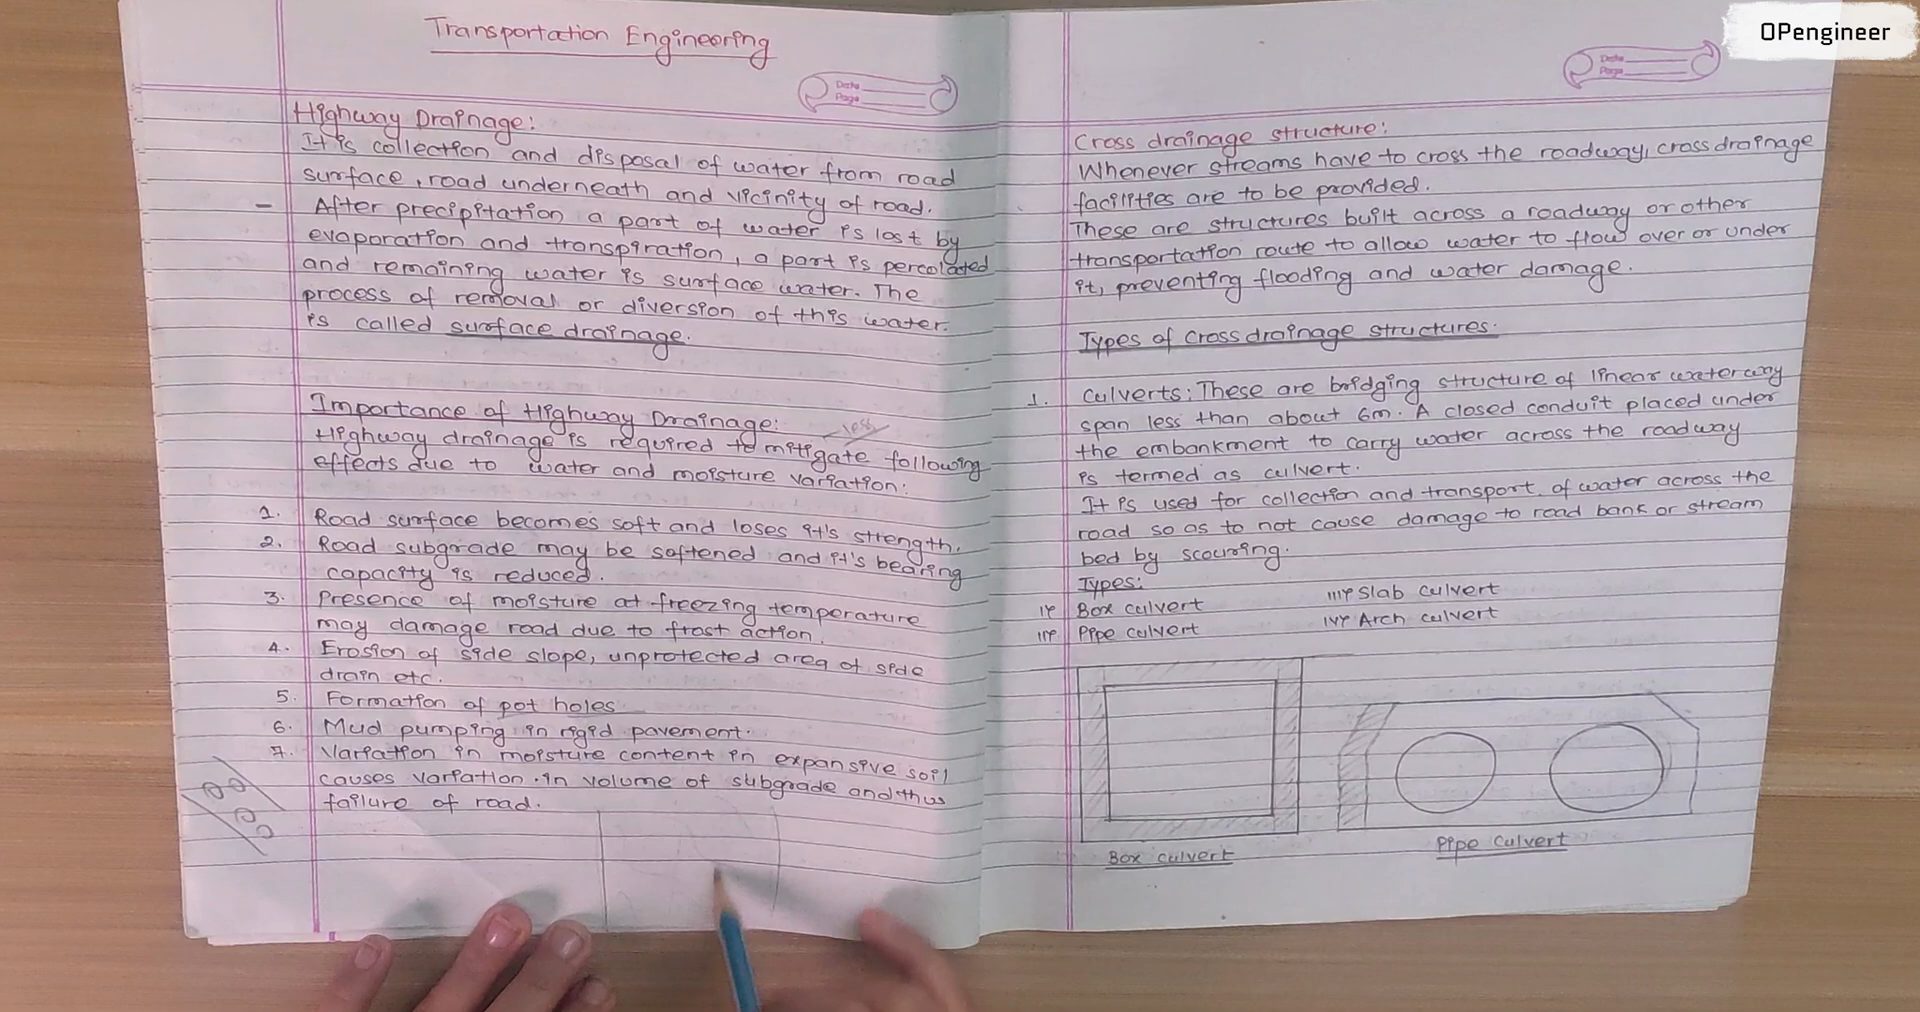 OPengineer
Transportation Engineering
Date
Page
Highway Drainage:
It is collection and disposal of water from road
surface, road underneath and vicinity of road.
- After precipitation a part of water is lost by
evaporation and transpiration, a part is percolated
and remaining water is surface water. The
process of removal or diversion of this water.
is called surface drainage.
Importance of Highway Drainage:
Highway drainage is required to mitigate following
effects due to water and moisture variation:
1. Road surface becomes soft and loses it's strength.
2. Road subgrade may be softened and it's bearing
capacity is reduced.
3. Presence of moisture at freezing temperature
may damage road due to frost action.
4. Erosion of side slope, unprotected area of side
drain etc.
5. Formation of pot holes
6. Mud pumping in rigid pavement.
7. Variation in moisture content in expansive soil
causes variation in volume of subgrade and thus
failure of road.
Date
Page
Cross drainage structure:
Whenever streams have to cross the roadway, cross drainage
facilities are to be provided.
These are structures built across a roadway or other
transportation route to allow water to flow over or under
it, preventing flooding and water damage.
Types of Cross drainage structures.
1. Culverts: These are bridging structure of linear waterway
span less than about 6m. A closed conduit placed under
the embankment to carry water across the roadway
is termed as culvert.
It is used for collection and transport of water across the
road so as to not cause damage to road bank or stream
bed by scouring.
Types:
i) Box culvert iii) Slab culvert
ii) Pipe culvert iv) Arch culvert
Box culvert
Pipe culvert